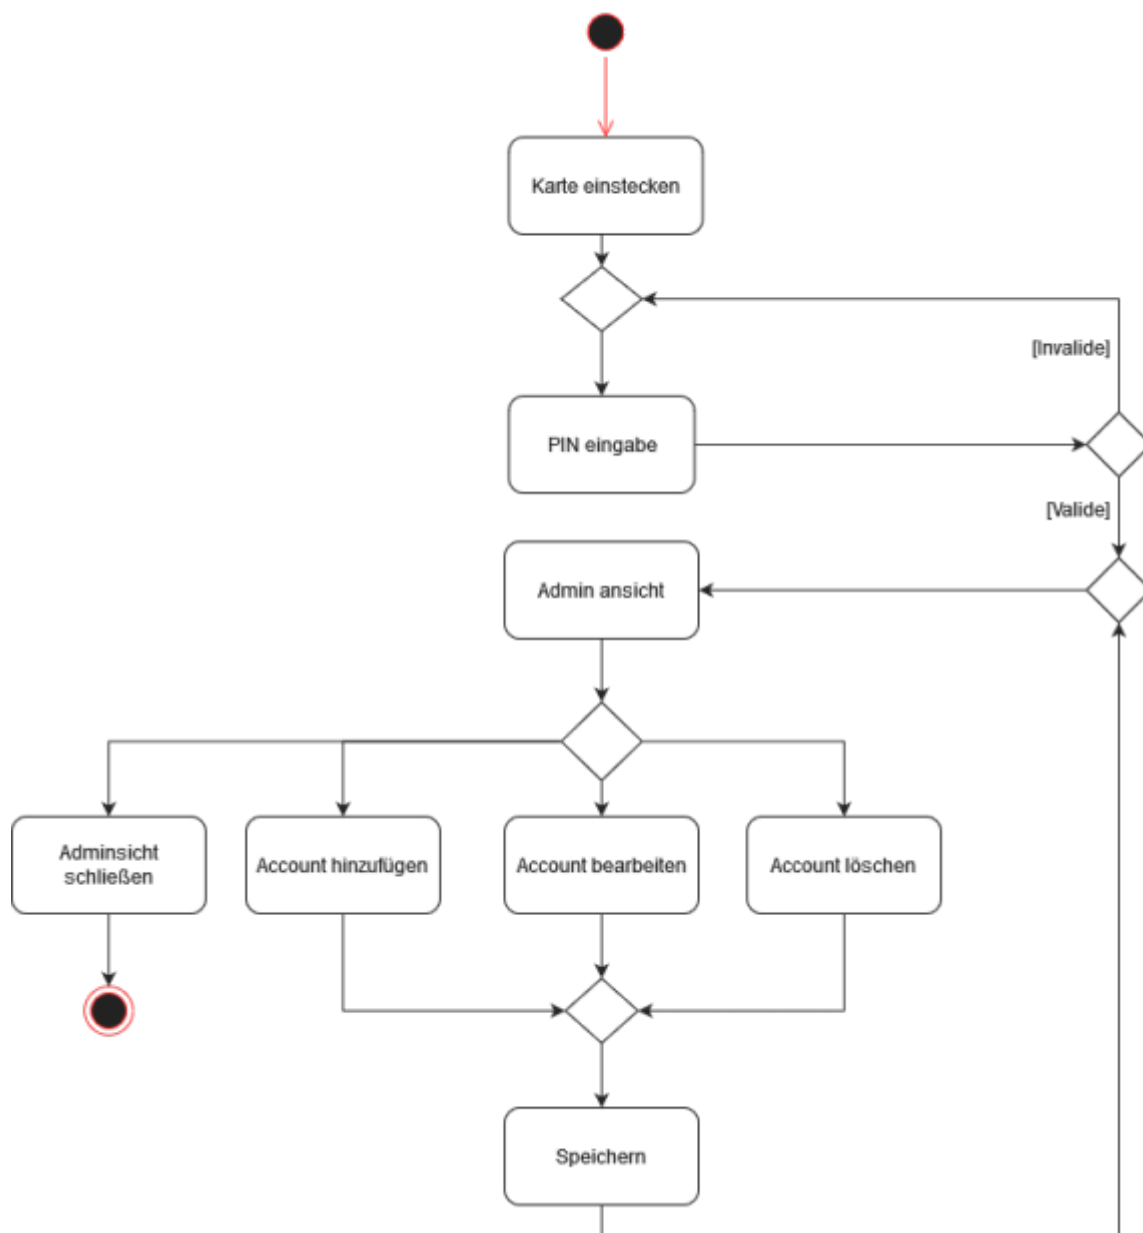 Karte einstecken
[Invalide]
PIN eingabe
[Valide]
Admin ansicht
Adminsicht
schließen
Account hinzufügen
Account bearbeiten
Account löschen
Speichern